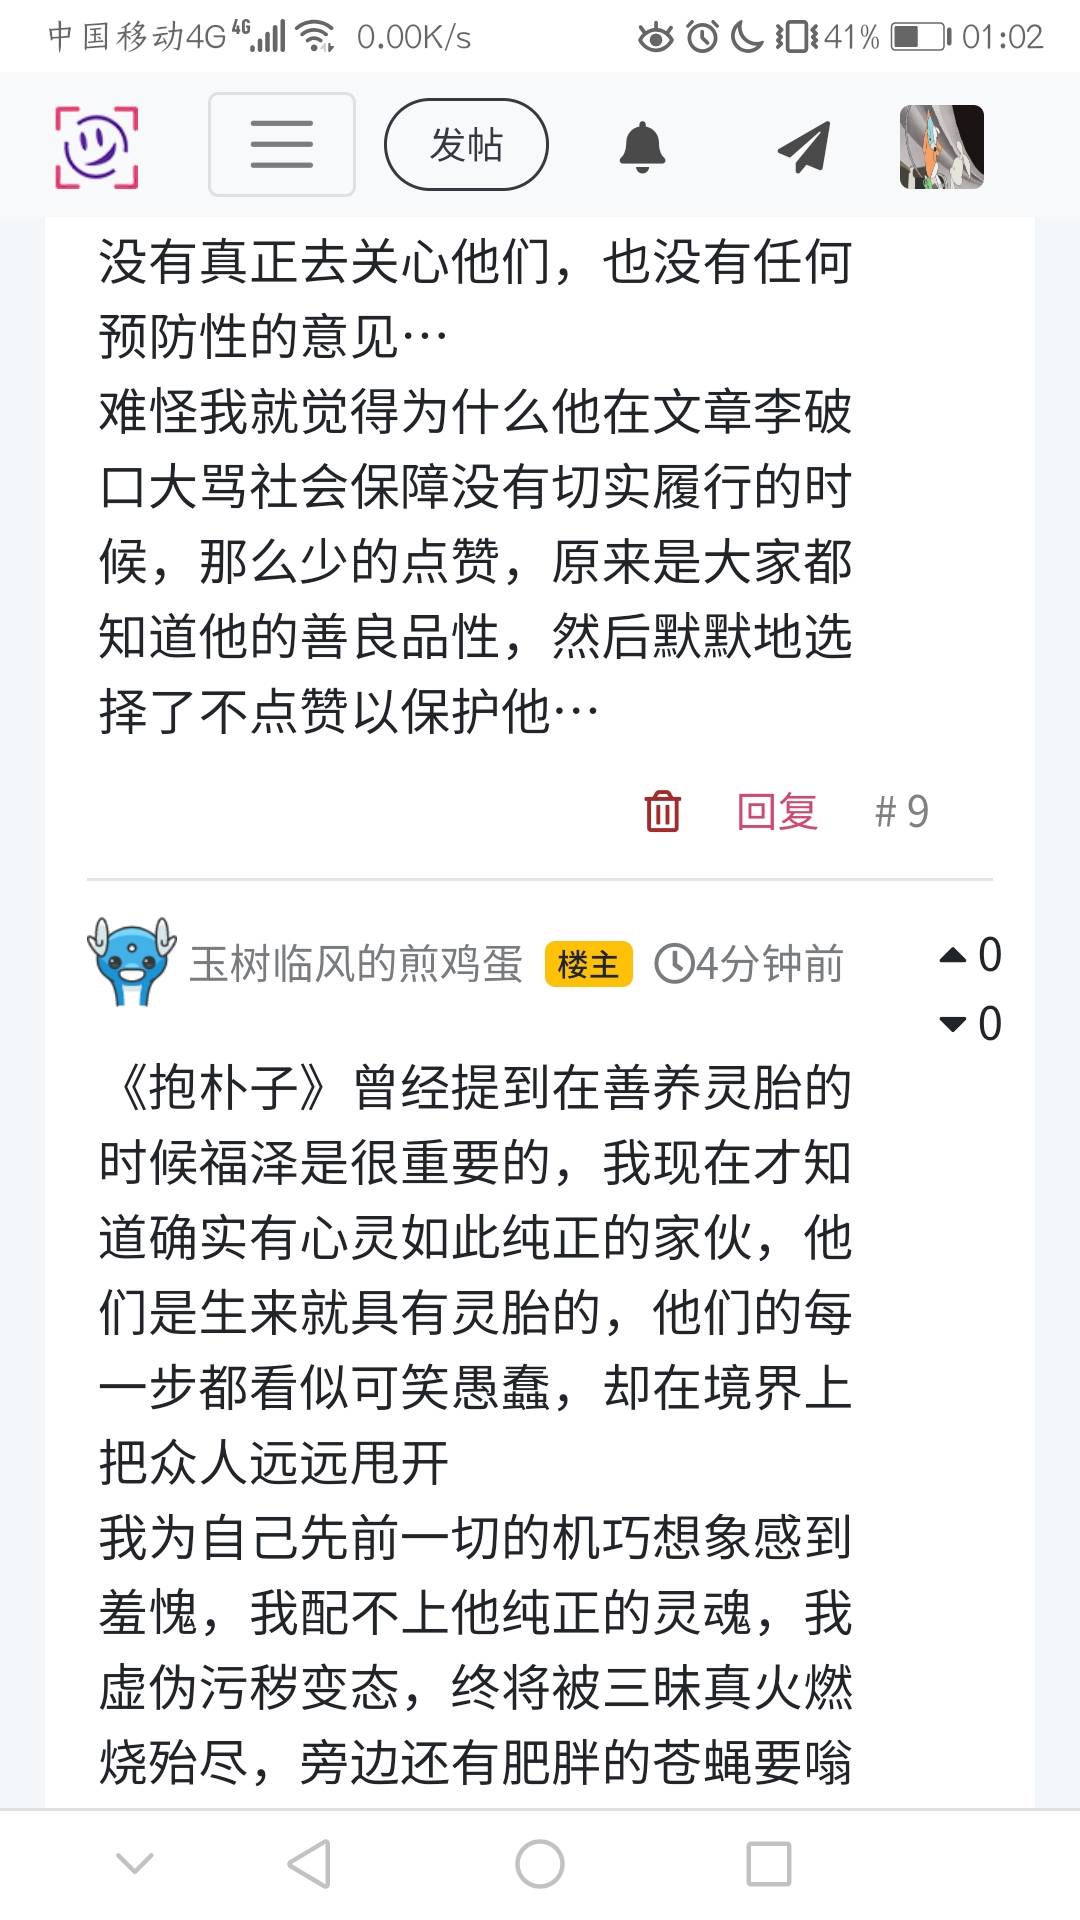 中国移动4G 4G 0.00K/s 41% 01:02
发帖
没有真正去关心他们，也没有任何
预防性的意见…
难怪我就觉得为什么他在文章李破
口大骂社会保障没有切实履行的时
候，那么少的点赞，原来是大家都
知道他的善良品性，然后默默地选
择了不点赞以保护他…
回复 # 9
玉树临风的煎鸡蛋 楼主 4分钟前 0
0
《抱朴子》曾经提到在善养灵胎的
时候福泽是很重要的，我现在才知
道确实有心灵如此纯正的家伙，他
们是生来就具有灵胎的，他们的每
一步都看似可笑愚蠢，却在境界上
把众人远远甩开
我为自己先前一切的机巧想象感到
羞愧，我配不上他纯正的灵魂，我
虚伪污秽变态，终将被三昧真火燃
烧殆尽，旁边还有肥胖的苍蝇要嗡